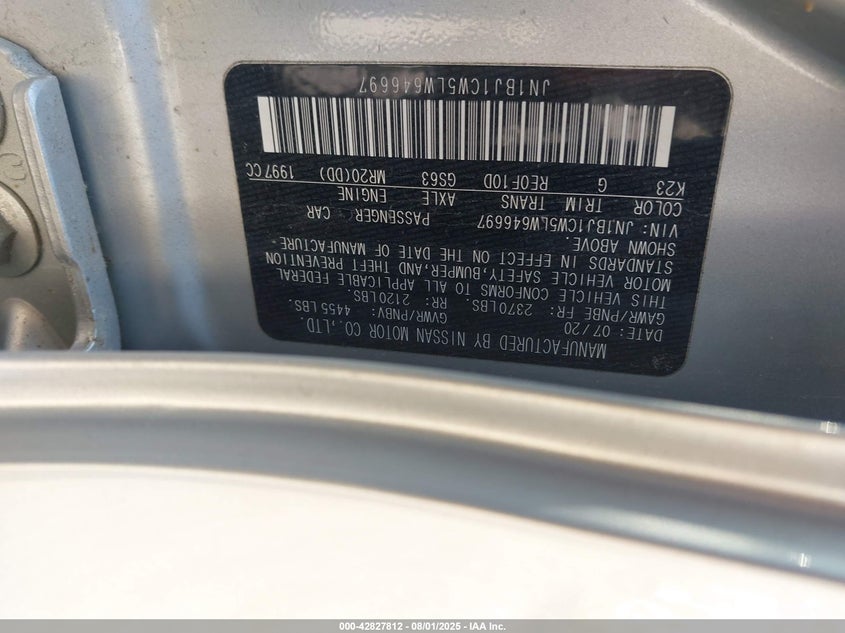 MANUFACTURED BY NISSAN MOTOR CO.,LTD.
DATE: 07/20 GVWR/PNBV: 4455 LBS.
GAWR/PNBE FR: 2370LBS. RR: 2120LBS.
THIS VEHICLE CONFORMS TO ALL APPLICABLE FEDERAL
MOTOR VEHICLE SAFETY,BUMPER,AND THEFT PREVENTION
STANDARDS IN EFFECT ON THE DATE OF MANUFACTURE
SHOWN ABOVE.
VIN: JN1BJ1CW5LW646697 PASSENGER CAR
COLOR TRIM TRANS AXLE ENGINE
K23 G RE0F10D GS63 MR20(DD) 1997CC
JN1BJ1CW5LW646697
000-42827812 - 08/01/2025 - IAA Inc.